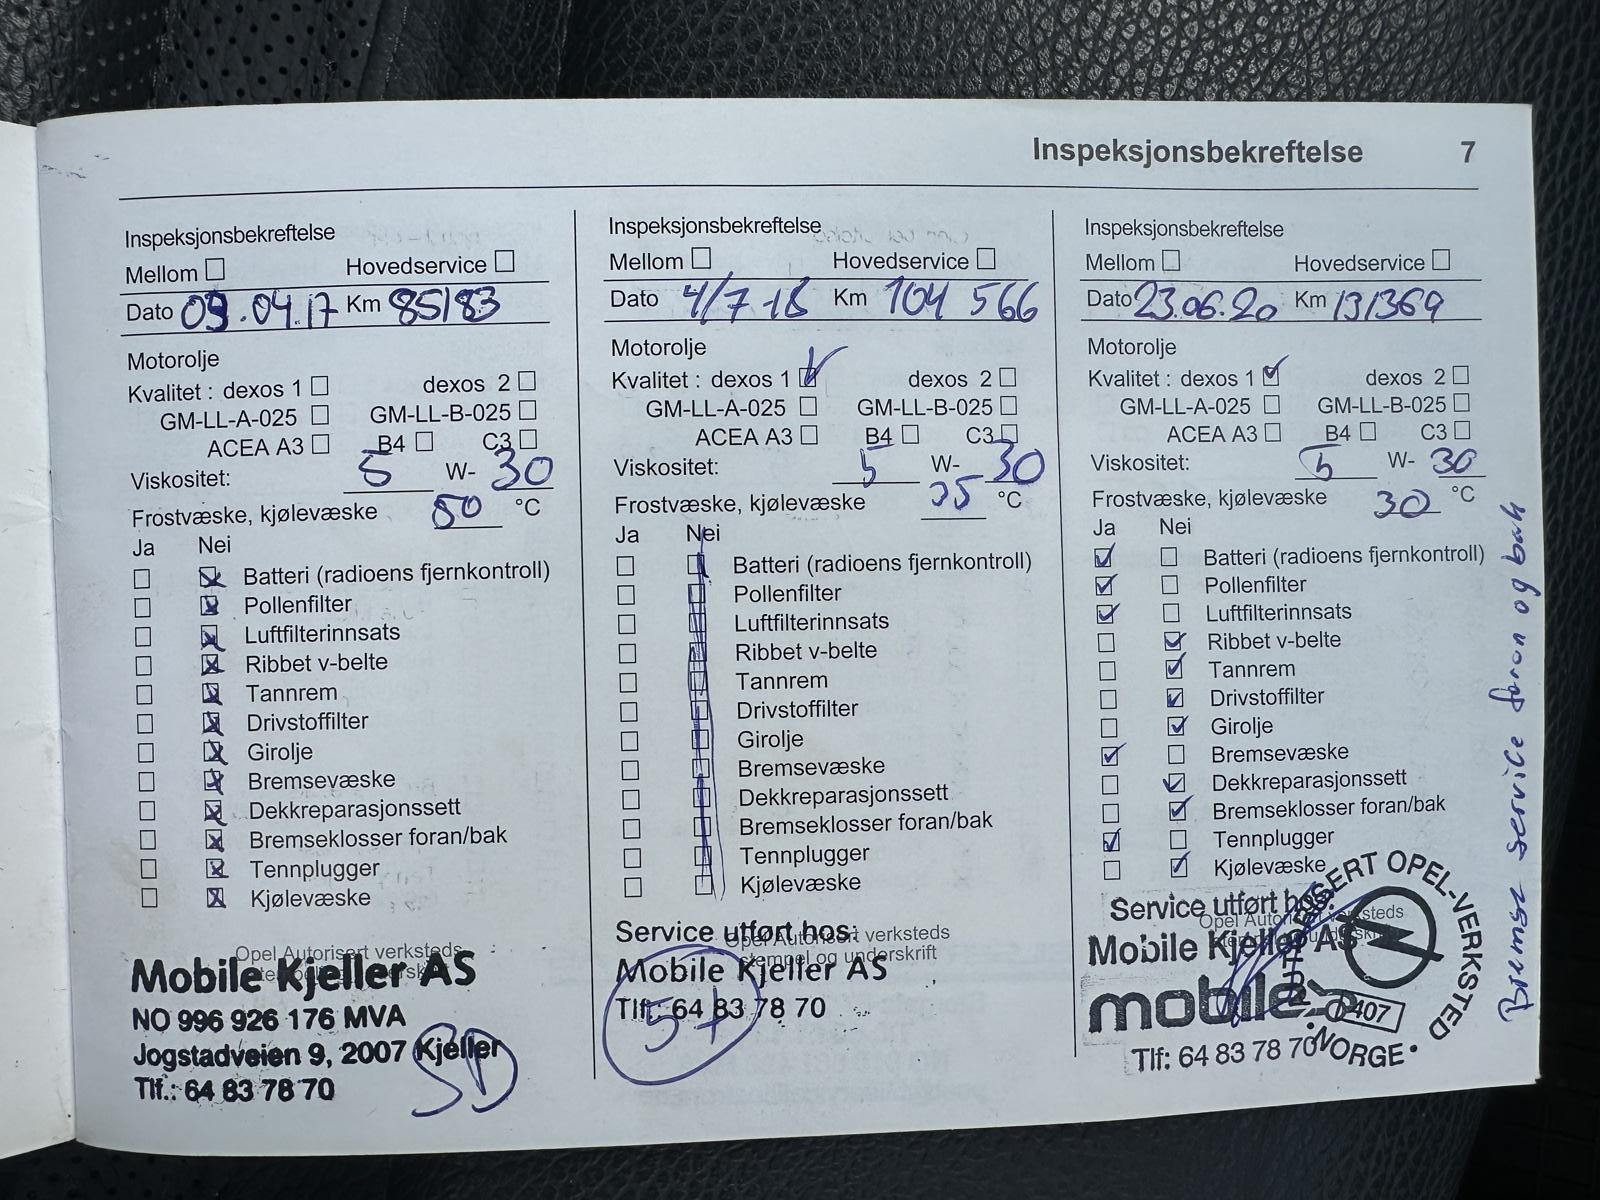 Inspeksjonsbekreftelse 7
Inspeksjonsbekreftelse
Mellom Hovedservice
Dato 03.04.17 Km 85183
Motorolje
Kvalitet : dexos 1 dexos 2
GM-LL-A-025 GM-LL-B-025
ACEA A3 B4 C3
Viskositet: 5 W- 30
Frostvæske, kjølevæske 50 °C
Ja Nei
Batteri (radioens fjernkontroll)
Pollenfilter
Luftfilterinnsats
Ribbet v-belte
Tannrem
Drivstoffilter
Girolje
Bremsevæske
Dekkreparasjonssett
Bremseklosser foran/bak
Tennplugger
Kjølevæske
Opel Autorisert verksteds
Mobile Kjeller AS
NO 996 926 176 MVA
Jogstadveien 9, 2007 Kjeller
Tlf.: 64 83 78 70
SD
Inspeksjonsbekreftelse
Mellom Hovedservice
Dato 4/7-18 Km 104 566
Motorolje
Kvalitet : dexos 1 dexos 2
GM-LL-A-025 GM-LL-B-025
ACEA A3 B4 C3
Viskositet: 5 W- 30
Frostvæske, kjølevæske 35 °C
Ja Nei
Batteri (radioens fjernkontroll)
Pollenfilter
Luftfilterinnsats
Ribbet v-belte
Tannrem
Drivstoffilter
Girolje
Bremsevæske
Dekkreparasjonssett
Bremseklosser foran/bak
Tennplugger
Kjølevæske
Service utført hos:
Opel Autorisert verksteds
stempel og underskrift
Mobile Kjeller AS
Tlf.: 64 83 78 70
5+
Inspeksjonsbekreftelse
Mellom Hovedservice
Dato 23.06.20 Km 131369
Motorolje
Kvalitet : dexos 1 dexos 2
GM-LL-A-025 GM-LL-B-025
ACEA A3 B4 C3
Viskositet: 5 W- 30
Frostvæske, kjølevæske 30 °C
Ja Nei
Batteri (radioens fjernkontroll)
Pollenfilter
Luftfilterinnsats
Ribbet v-belte
Tannrem
Drivstoffilter
Girolje
Bremsevæske
Dekkreparasjonssett
Bremseklosser foran/bak
Tennplugger
Kjølevæske
Service utført hos:
Opel Autorisert verksteds
Mobile Kjeller AS
mobile
Tlf: 64 83 78 70
AUTORISERT OPEL-VERKSTED
407
• NORGE •
Bremse service foran og bak